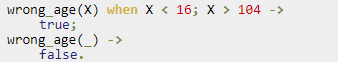 wrong_age(X) when X < 16; X > 104 ->
    true;
wrong_age(_) ->
    false.